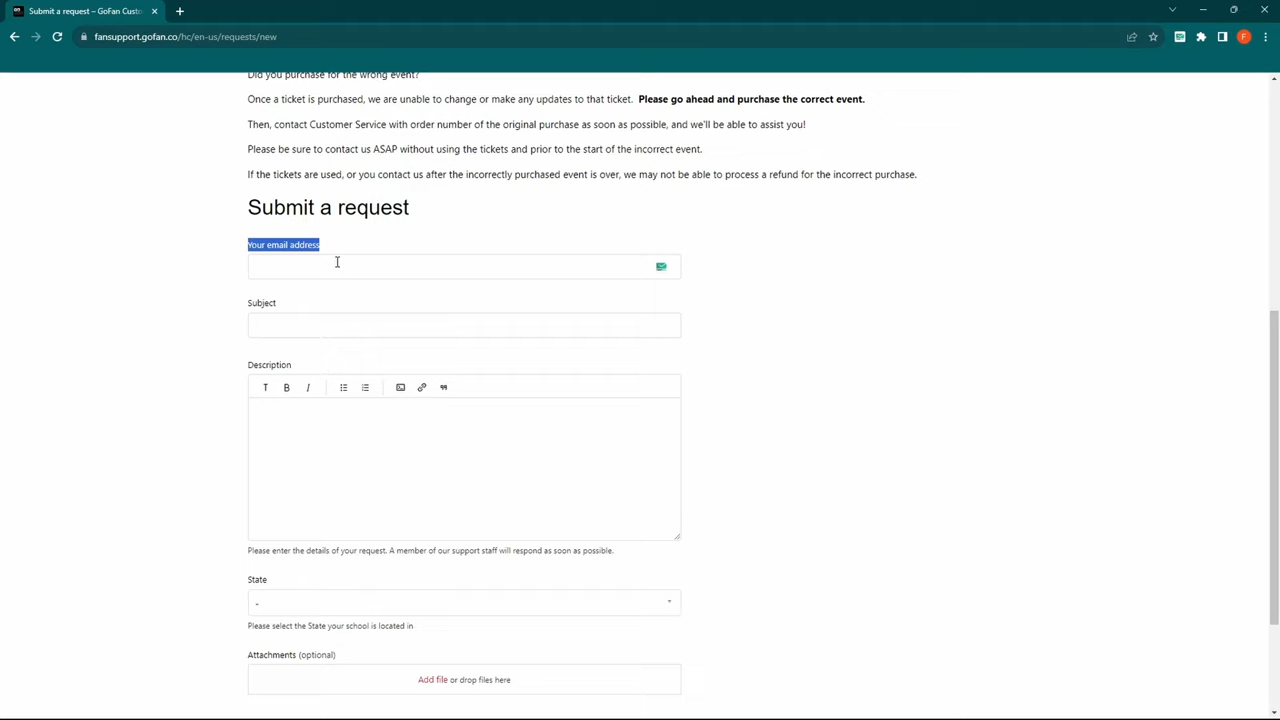 Submit a request – GoFan Custo
fansupport.gofan.co/hc/en-us/requests/new
F
Did you purchase for the wrong event?
Once a ticket is purchased, we are unable to change or make any updates to that ticket. Please go ahead and purchase the correct event.
Then, contact Customer Service with order number of the original purchase as soon as possible, and we'll be able to assist you!
Please be sure to contact us ASAP without using the tickets and prior to the start of the incorrect event.
If the tickets are used, or you contact us after the incorrectly purchased event is over, we may not be able to process a refund for the incorrect purchase.
Submit a request
Your email address
Subject
Description
T B I
Please enter the details of your request. A member of our support staff will respond as soon as possible.
State
-
Please select the State your school is located in
Attachments (optional)
Add file or drop files here